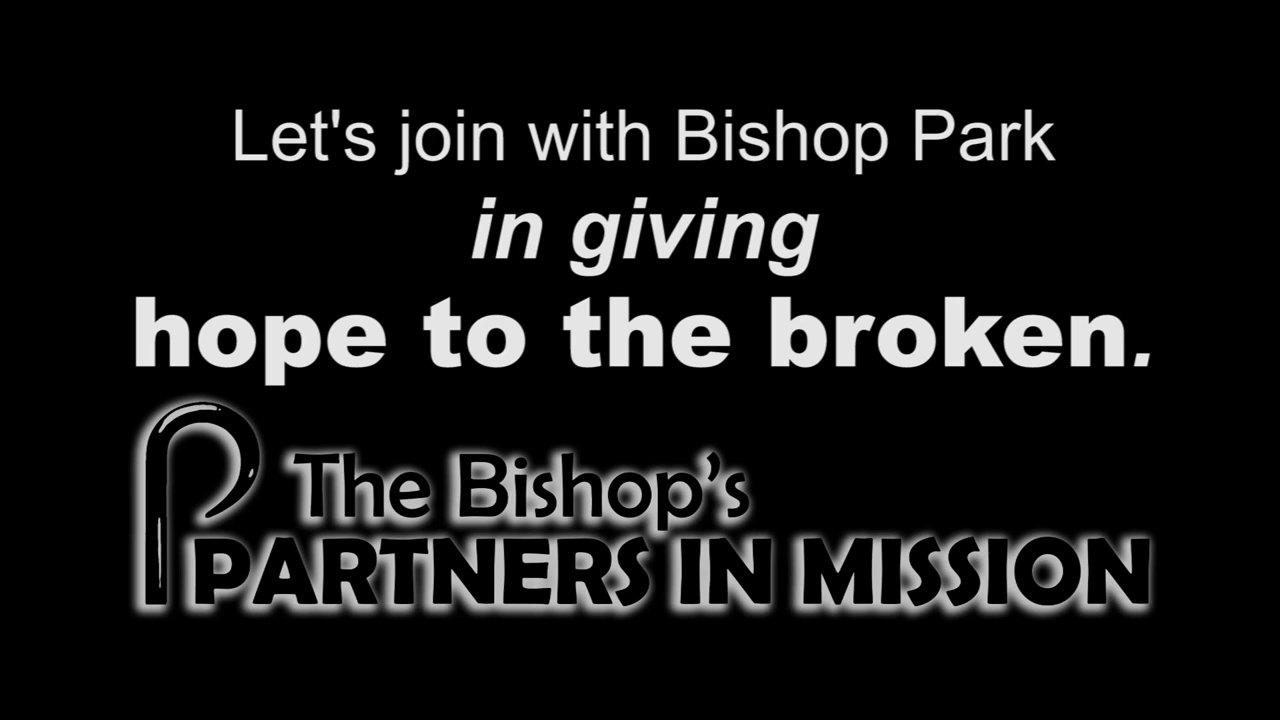 Let's join with Bishop Park
in giving
hope to the broken.
The Bishop's
PARTNERS IN MISSION